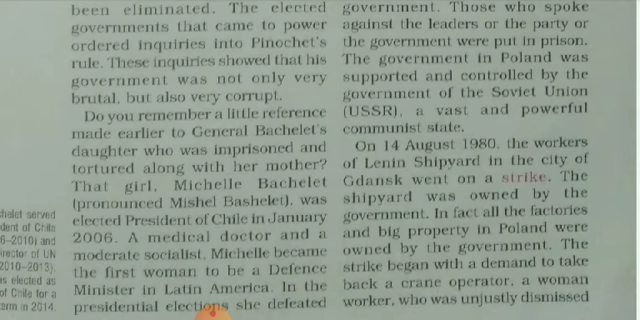 been eliminated. The elected
governments that came to power
ordered inquiries into Pinochet's
rule. These inquiries showed that his
government was not only very
brutal, but also very corrupt.
Do you remember a little reference
made earlier to General Bachelet's
daughter who was imprisoned and
tortured along with her mother?
That girl, Michelle Bachelet
(pronounced Mishel Bashelet), was
elected President of Chile in January
2006. A medical doctor and a
moderate socialist, Michelle became
the first woman to be a Defence
Minister in Latin America. In the
presidential elections she defeated
government. Those who spoke
against the leaders or the party or
the government were put in prison.
The government in Poland was
supported and controlled by the
government of the Soviet Union
(USSR), a vast and powerful
communist state.
On 14 August 1980, the workers
of Lenin Shipyard in the city of
Gdansk went on a strike. The
shipyard was owned by the
government. In fact all the factories
and big property in Poland were
owned by the government. The
strike began with a demand to take
back a crane operator, a woman
worker, who was unjustly dismissed
helet served
dent of Chile
6–2010) and
irector of UN
2010–2013).
as elected as
of Chile for a
term in 2014.